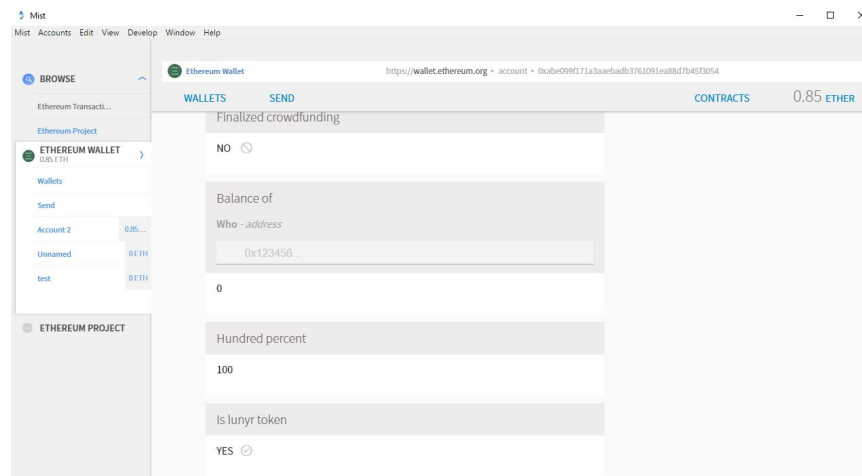 Mist
Mist Accounts Edit View Develop Window Help
BROWSE
Ethereum Transacti...
Ethereum Project
ETHEREUM WALLET
0.85 ETH
Wallets
Send
Account 2 0.85...
Unnamed 0 ETH
test 0 ETH
ETHEREUM PROJECT
Ethereum Wallet https://wallet.ethereum.org • account • 0xabe099f171a3aaebadb3761091ea88d7b45f3054
WALLETS SEND CONTRACTS 0.85 ETHER
Finalized crowdfunding
NO
Balance of
Who - address
0x123456...
0
Hundred percent
100
Is lunyr token
YES